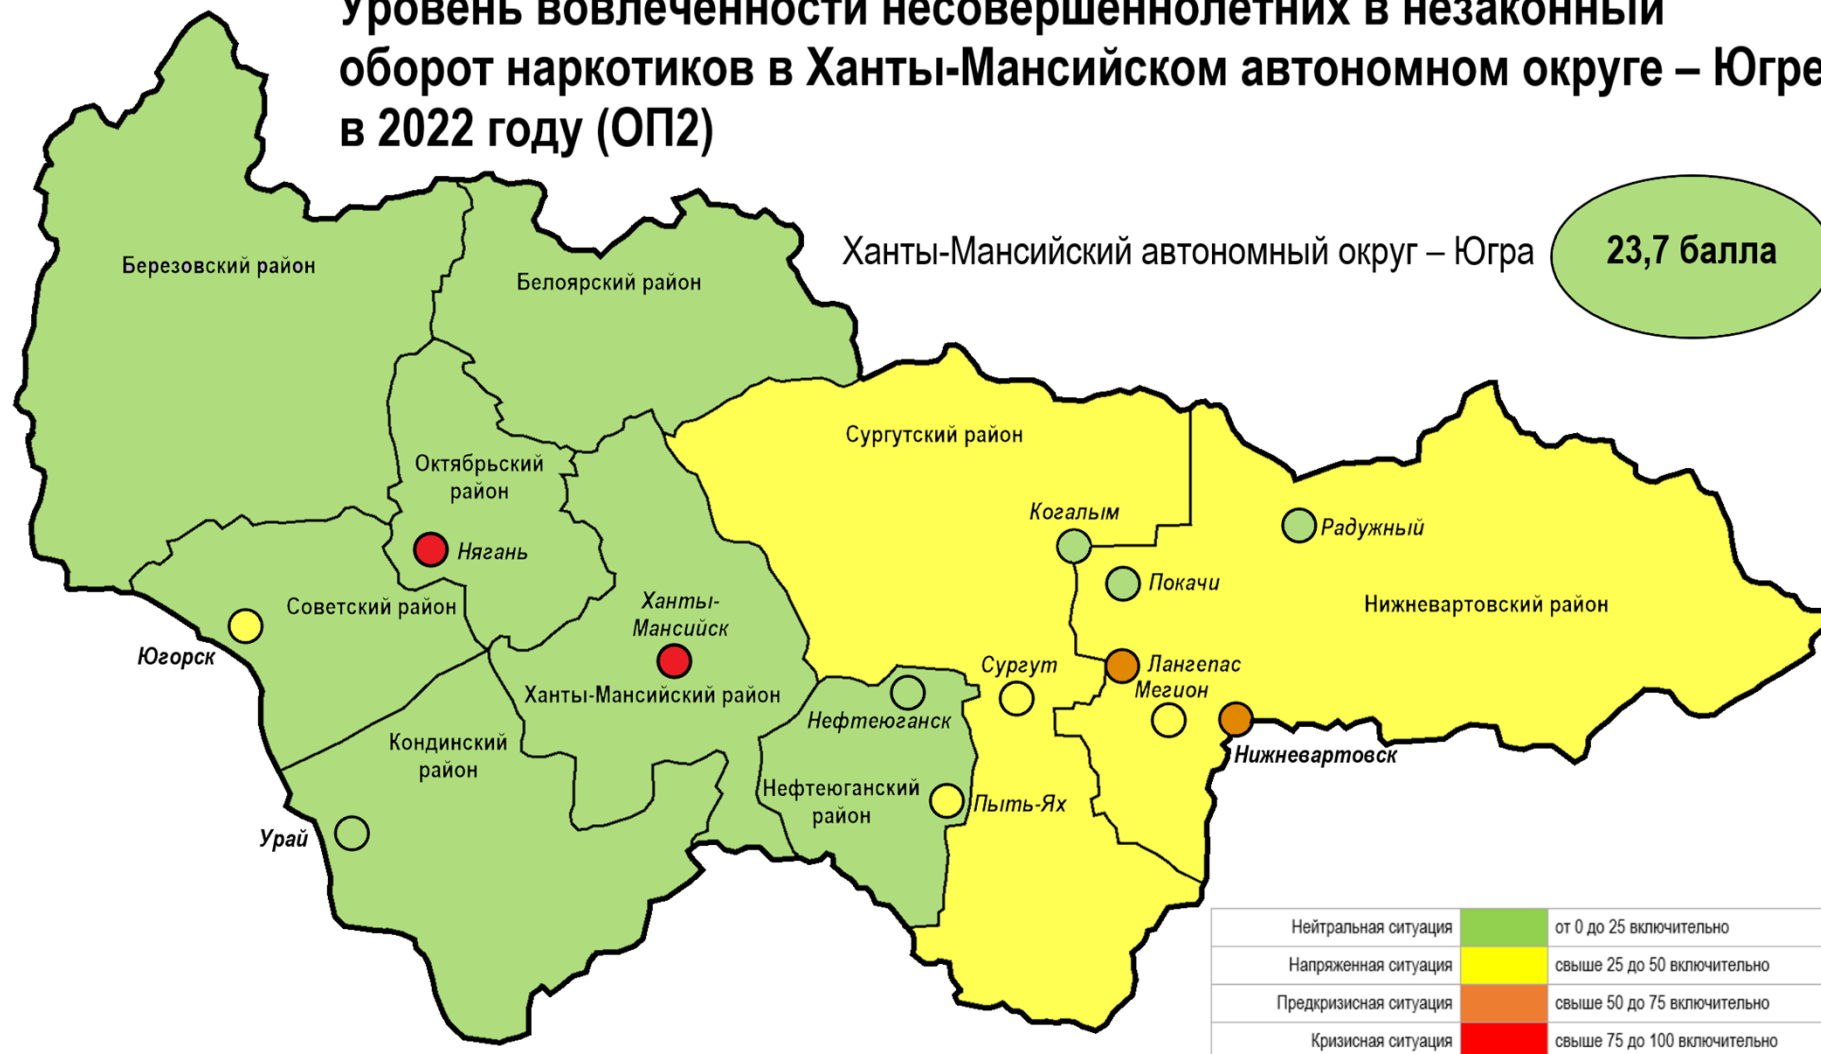 Уровень вовлеченности несовершеннолетних в незаконный
оборот наркотиков в Ханты-Мансийском автономном округе – Югре
в 2022 году (ОП2)
Ханты-Мансийский автономный округ – Югра
23,7 балла
Березовский район
Белоярский район
Сургутский район
Октябрьский
район
Когалым
Радужный
Нягань
Покачи
Советский район
Ханты-
Мансийск
Нижневартовский район
Югорск
Сургут
Лангепас
Мегион
Ханты-Мансийский район
Нефтеюганск
Кондинский
район
Нижневартовск
Нефтеюганский
район
Пыть-Ях
Урай
Нейтральная ситуация от 0 до 25 включительно
Напряженная ситуация свыше 25 до 50 включительно
Предкризисная ситуация свыше 50 до 75 включительно
Кризисная ситуация свыше 75 до 100 включительно